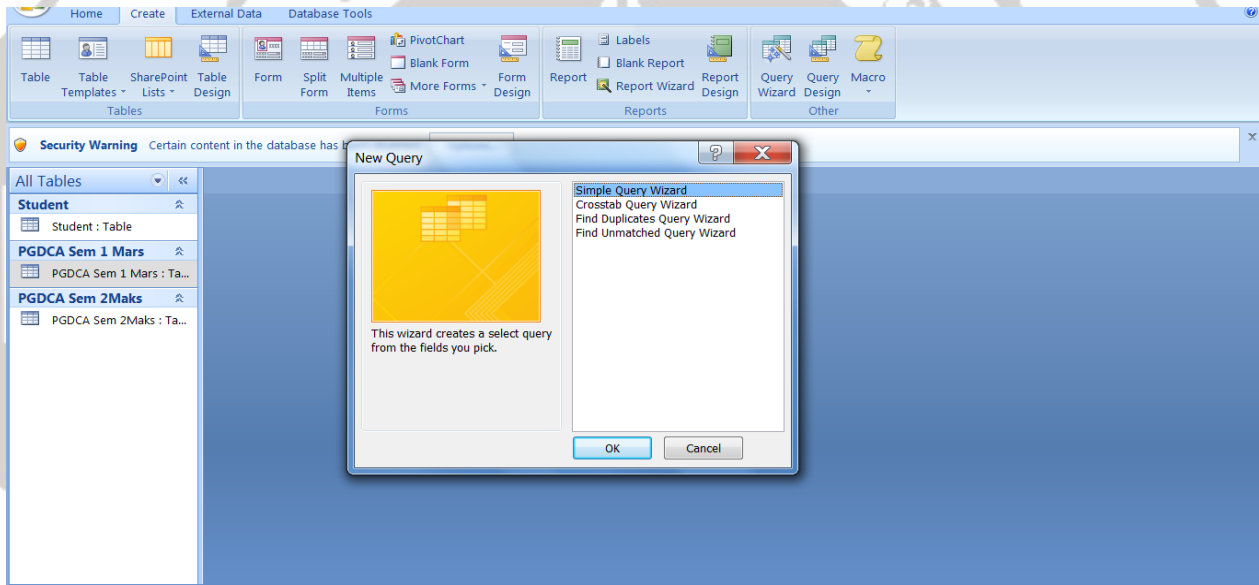 Home Create External Data Database Tools
PivotChart
Labels
Blank Form
Blank Report
More Forms
Report Wizard
Table
Table Templates
SharePoint Lists
Table Design
Form
Split Form
Multiple Items
Form Design
Report
Report Design
Query Wizard
Query Design
Macro
Tables
Forms
Reports
Other
Security Warning Certain content in the database has
New Query
All Tables
Student
Student : Table
PGDCA Sem 1 Mars
PGDCA Sem 1 Mars : Ta...
PGDCA Sem 2Maks
PGDCA Sem 2Maks : Ta...
Simple Query Wizard
Crosstab Query Wizard
Find Duplicates Query Wizard
Find Unmatched Query Wizard
This wizard creates a select query
from the fields you pick.
OK Cancel